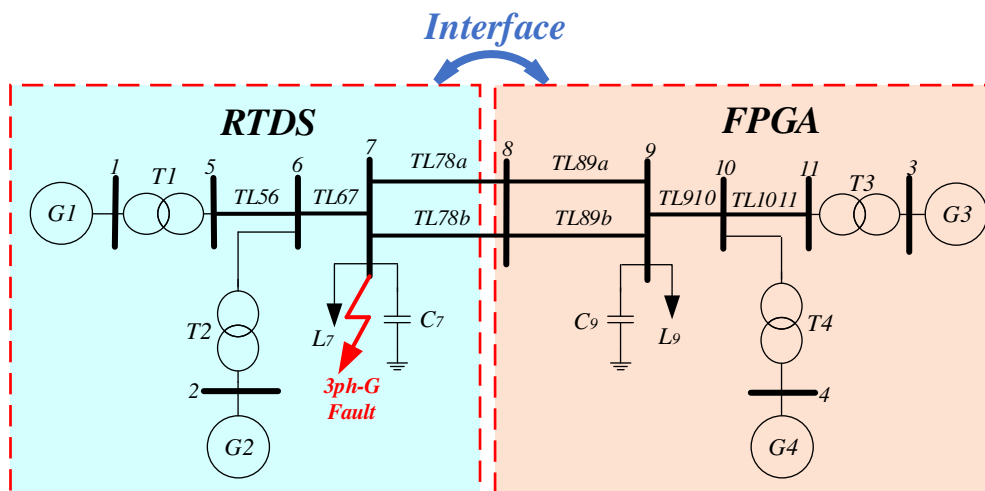 Interface
RTDS
FPGA
1
T1
5
6
7
8
9
10
11
3
TL78a
TL89a
T3
TL56
TL67
TL78b
TL89b
TL910
TL1011
G1
G3
T2
L7
C7
C9
L9
T4
3ph-G
Fault
2
4
G2
G4